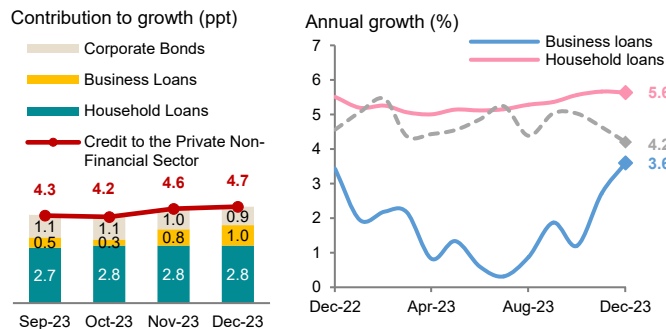 Contribution to growth (ppt)
Corporate Bonds
Business Loans
Household Loans
Credit to the Private Non-
Financial Sector
4.3 4.2 4.6 4.7
1.1 1.1 1.0 0.9
0.5 0.3 0.8 1.0
2.7 2.8 2.8 2.8
Sep-23 Oct-23 Nov-23 Dec-23
Annual growth (%)
Business loans
Household loans
7
6
5
4
3
2
1
0
5.6
4.2
3.6
Dec-22 Apr-23 Aug-23 Dec-23